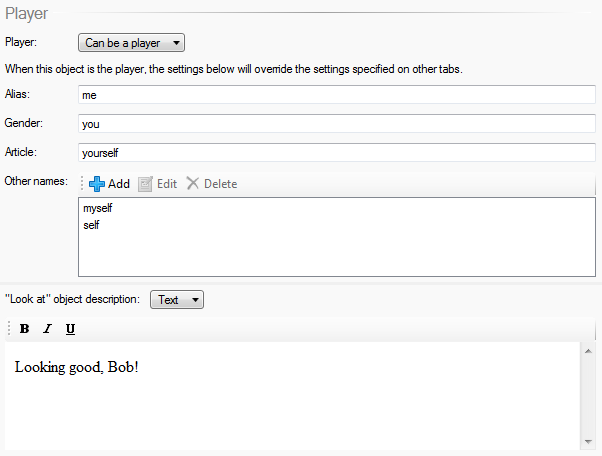 Player
Player: Can be a player
When this object is the player, the settings below will override the settings specified on other tabs.
Alias: me
Gender: you
Article: yourself
Other names: Add Edit Delete
myself
self
"Look at" object description: Text
B I U
Looking good, Bob!